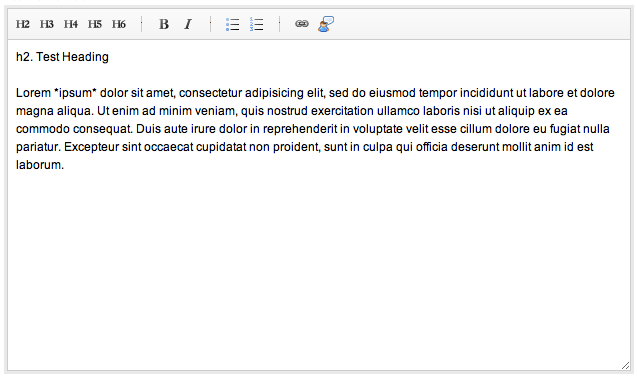 H2 H3 H4 H5 H6 B I
h2. Test Heading
Lorem *ipsum* dolor sit amet, consectetur adipisicing elit, sed do eiusmod tempor incididunt ut labore et dolore
magna aliqua. Ut enim ad minim veniam, quis nostrud exercitation ullamco laboris nisi ut aliquip ex ea
commodo consequat. Duis aute irure dolor in reprehenderit in voluptate velit esse cillum dolore eu fugiat nulla
pariatur. Excepteur sint occaecat cupidatat non proident, sunt in culpa qui officia deserunt mollit anim id est
laborum.